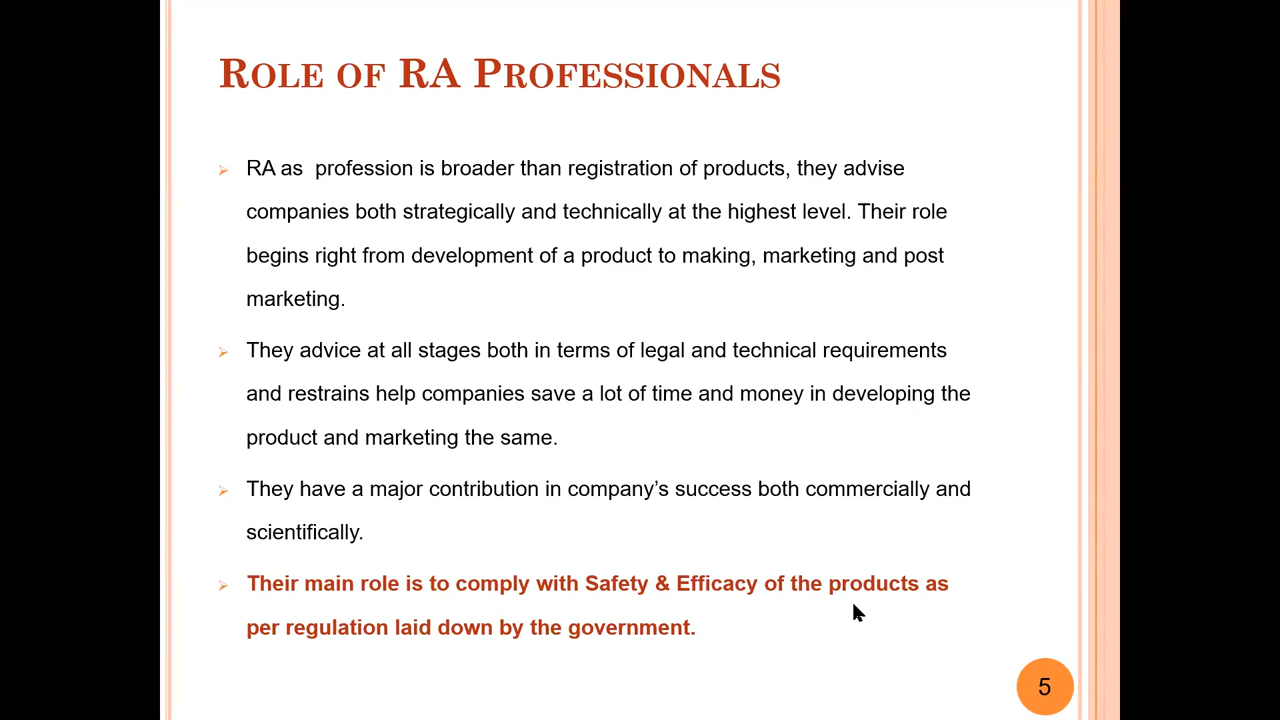 ROLE OF RA PROFESSIONALS
RA as  profession is broader than registration of products, they advise
companies both strategically and technically at the highest level. Their role
begins right from development of a product to making, marketing and post
marketing.
They advice at all stages both in terms of legal and technical requirements
and restrains help companies save a lot of time and money in developing the
product and marketing the same.
They have a major contribution in company’s success both commercially and
scientifically.
Their main role is to comply with Safety & Efficacy of the products as
per regulation laid down by the government.
5